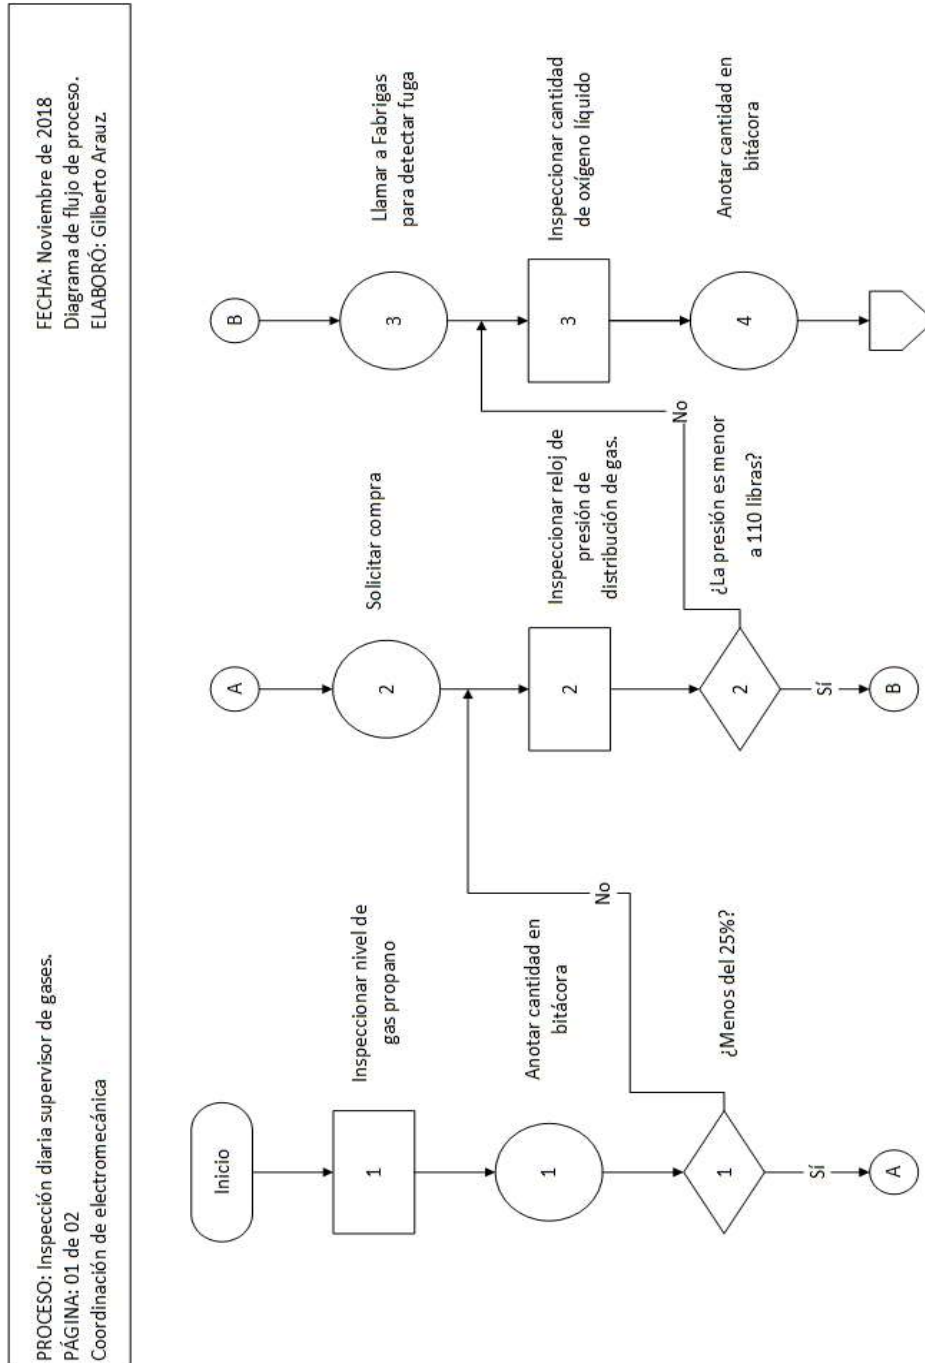 PROCESO: Inspección diaria supervisor de gases.
PÁGINA: 01 de 02
Coordinación de electromecánica
FECHA: Noviembre de 2018
Diagrama de flujo de proceso.
ELABORÓ: Gilberto Arauz.
Inicio
1
Inspeccionar nivel de
gas propano
1
Anotar cantidad en
bitácora
1
¿Menos del 25%?
No
Sí
A
A
2
Solicitar compra
2
Inspeccionar reloj de
presión de
distribución de gas.
2
¿La presión es menor
a 110 libras?
No
Sí
B
B
3
Llamar a Fabrigas
para detectar fuga
3
Inspeccionar cantidad
de oxígeno líquido
4
Anotar cantidad en
bitácora